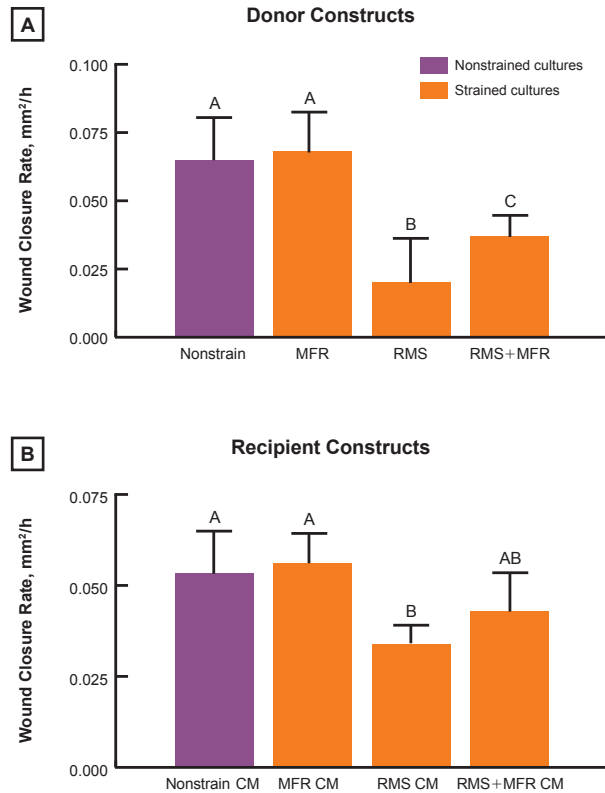 A
Donor Constructs
Wound Closure Rate, mm²/h
0.100
0.075
0.050
0.025
0.000
Nonstrained cultures
Strained cultures
A
A
B
C
Nonstrain
MFR
RMS
RMS+MFR
B
Recipient Constructs
Wound Closure Rate, mm²/h
0.075
0.050
0.025
0.000
A
A
B
AB
Nonstrain CM
MFR CM
RMS CM
RMS+MFR CM